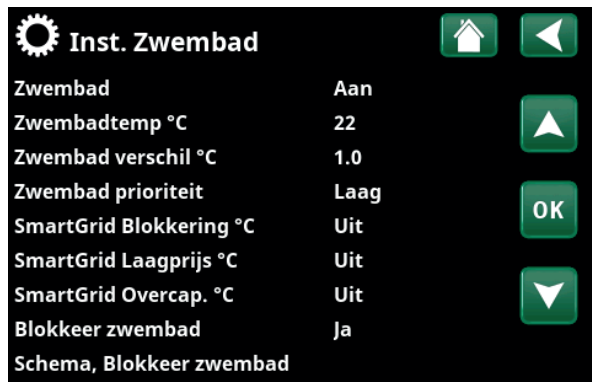 Inst. Zwembad
Zwembad Aan
Zwembadtemp °C 22
Zwembad verschil °C 1.0
Zwembad prioriteit Laag
SmartGrid Blokkering °C Uit
SmartGrid Laagprijs °C Uit
SmartGrid Overcap. °C Uit
Blokkeer zwembad Ja
Schema, Blokkeer zwembad
OK